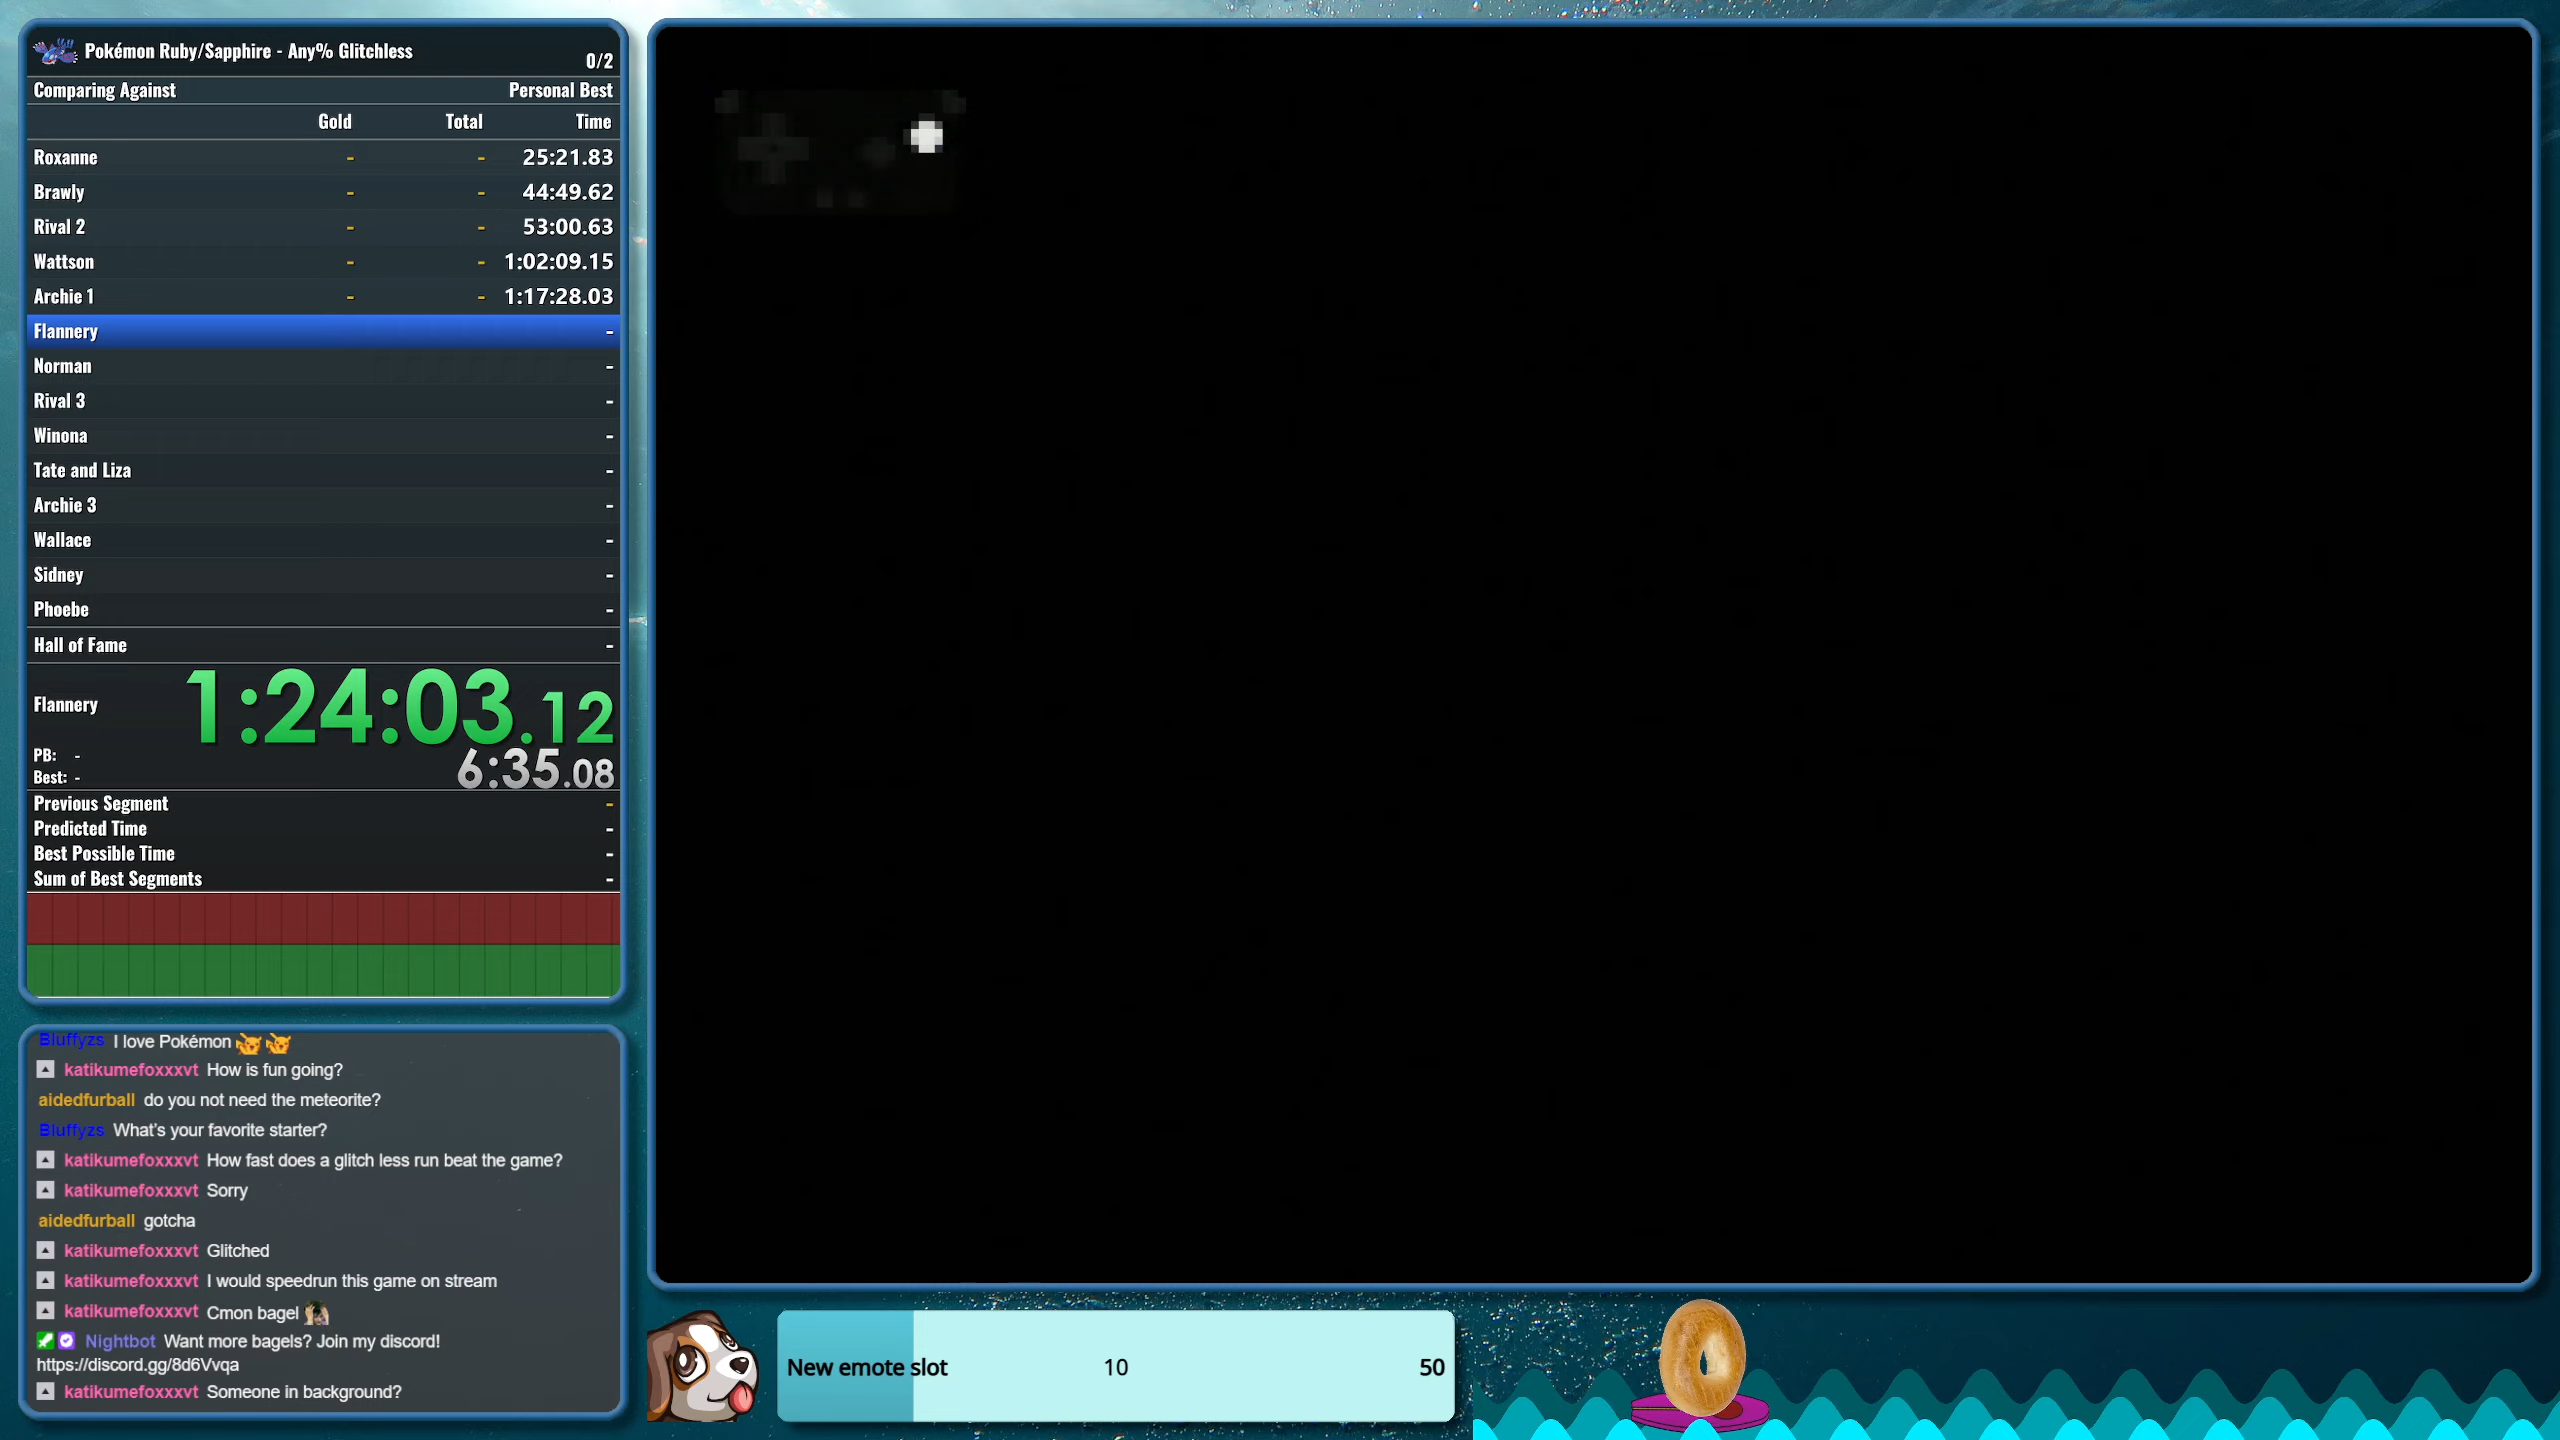 Pokémon Ruby/Sapphire - Any% Glitchless
0/2
Comparing Against Personal Best
Gold Total Time
Roxanne - - 25:21.83
Brawly - - 44:49.62
Rival 2 - - 53:00.63
Wattson - - 1:02:09.15
Archie 1 - - 1:17:28.03
Flannery -
Norman -
Rival 3 -
Winona -
Tate and Liza -
Archie 3 -
Wallace -
Sidney -
Phoebe -
Hall of Fame -
Flannery 1:24:03.12
PB: -
6:35.08
Best: -
Previous Segment -
Predicted Time -
Best Possible Time -
Sum of Best Segments -
Bluffyzs I love Pokémon
katikumefoxxxvt How is fun going?
aidedfurball do you not need the meteorite?
Bluffyzs What's your favorite starter?
katikumefoxxxvt How fast does a glitch less run beat the game?
katikumefoxxxvt Sorry
aidedfurball gotcha
katikumefoxxxvt Glitched
katikumefoxxxvt I would speedrun this game on stream
katikumefoxxxvt Cmon bagel
Nightbot Want more bagels? Join my discord!
https://discord.gg/8d6Vvqa
katikumefoxxxvt Someone in background?
New emote slot 10 50